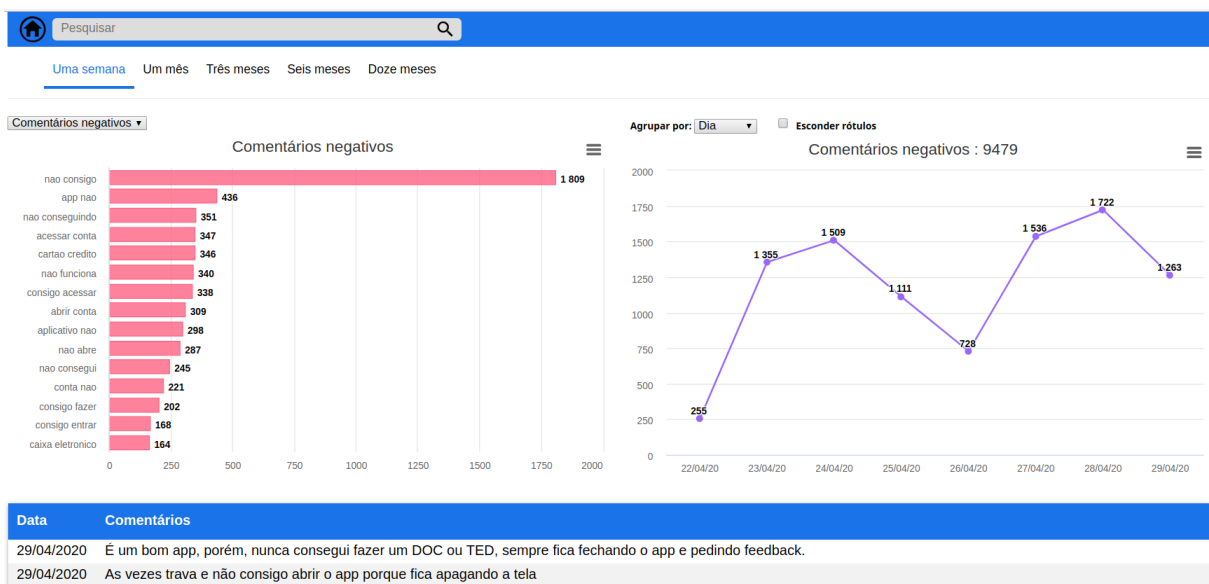 Pesquisar
Uma semana Um mês Três meses Seis meses Doze meses
Comentários negativos
Comentários negativos
nao consigo 1 809
app nao 436
nao conseguindo 351
acessar conta 347
cartao credito 346
nao funciona 340
consigo acessar 338
abrir conta 309
aplicativo nao 298
nao abre 287
nao consegui 245
conta nao 221
consigo fazer 202
consigo entrar 168
caixa eletronico 164
0 250 500 750 1000 1250 1500 1750 2000
Agrupar por: Dia Esconder rótulos
Comentários negativos : 9479
2000
1750
1500
1250
1000
750
500
250
0
255
1 355
1 509
1 111
728
1 536
1 722
1 263
22/04/20 23/04/20 24/04/20 25/04/20 26/04/20 27/04/20 28/04/20 29/04/20
Data Comentários
29/04/2020 É um bom app, porém, nunca consegui fazer um DOC ou TED, sempre fica fechando o app e pedindo feedback.
29/04/2020 As vezes trava e não consigo abrir o app porque fica apagando a tela